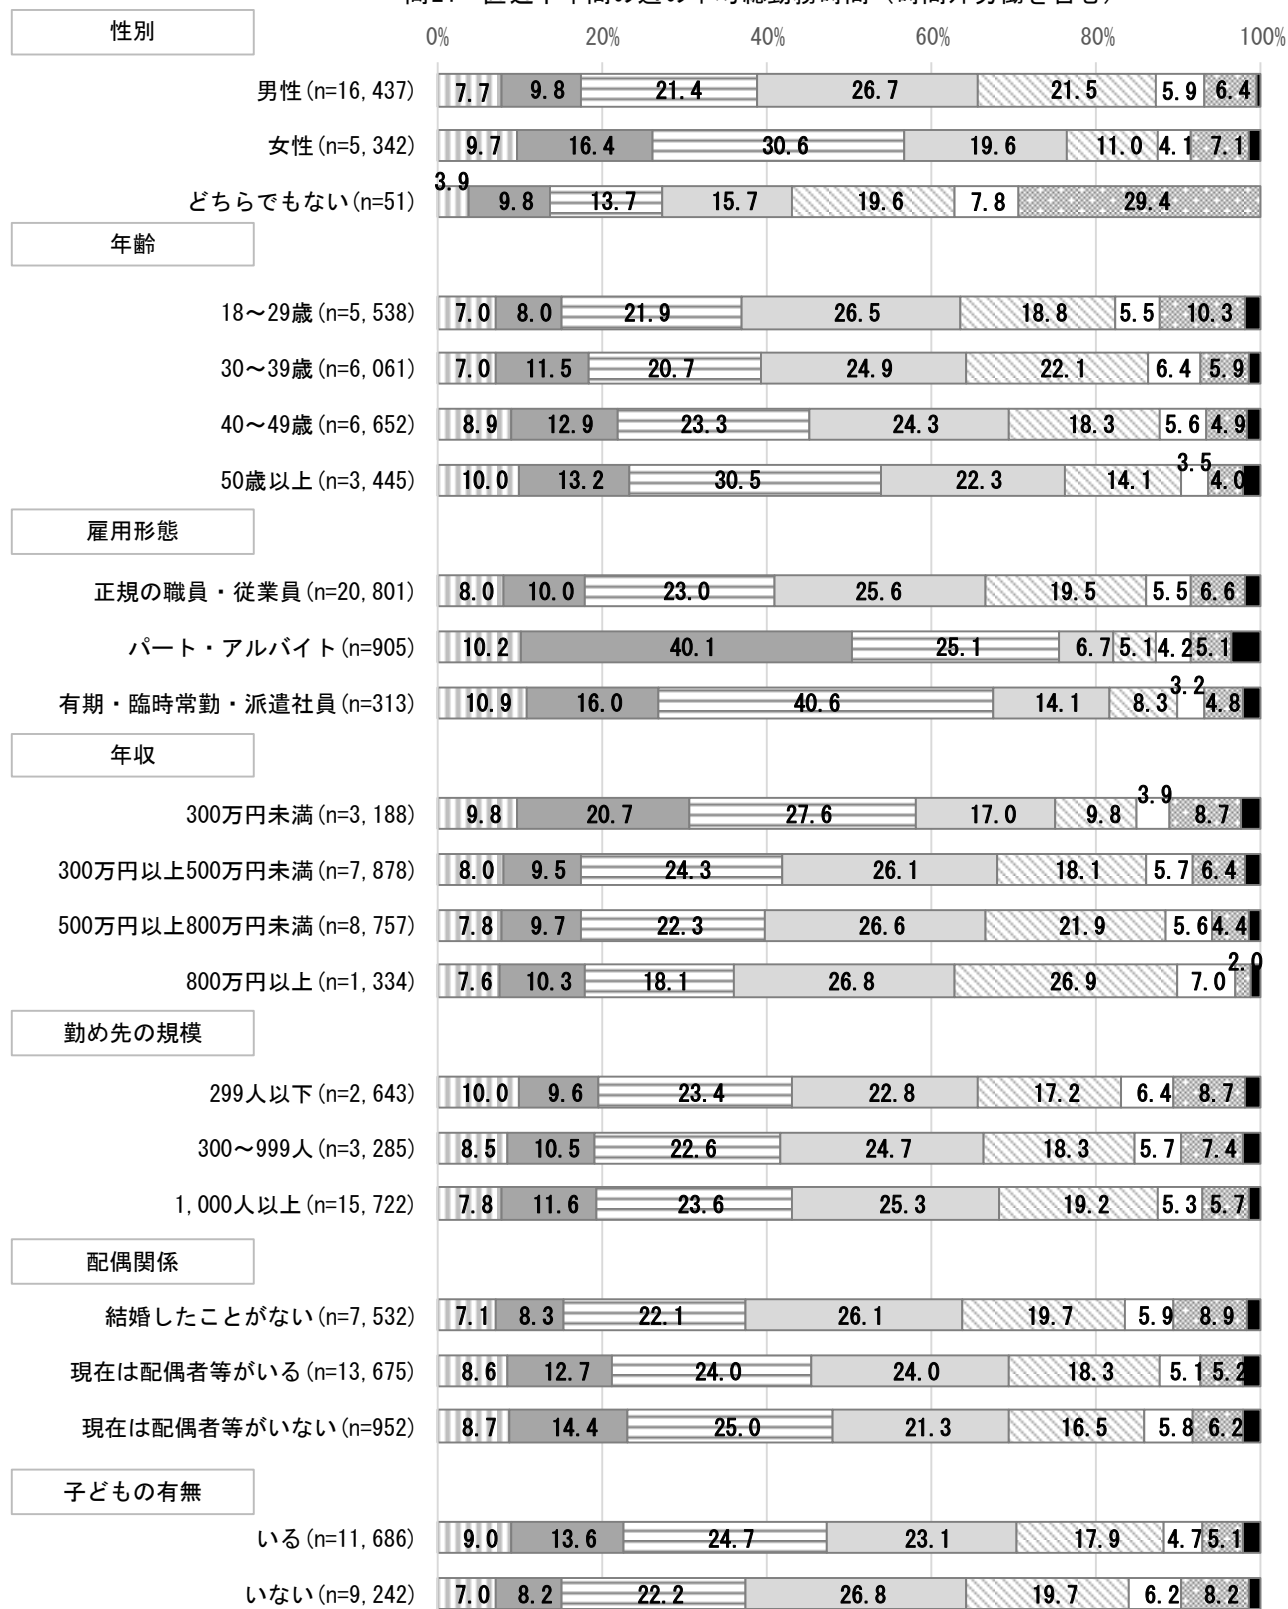 性別
0% 20% 40% 60% 80% 100%
男性(n=16,437) 7.7 9.8 21.4 26.7 21.5 5.9 6.4
女性(n=5,342) 9.7 16.4 30.6 19.6 11.0 4.1 7.1
どちらでもない(n=51) 3.9 9.8 13.7 15.7 19.6 7.8 29.4
年齢
18～29歳(n=5,538) 7.0 8.0 21.9 26.5 18.8 5.5 10.3
30～39歳(n=6,061) 7.0 11.5 20.7 24.9 22.1 6.4 5.9
40～49歳(n=6,652) 8.9 12.9 23.3 24.3 18.3 5.6 4.9
50歳以上(n=3,445) 10.0 13.2 30.5 22.3 14.1 3.5 4.0
雇用形態
正規の職員・従業員(n=20,801) 8.0 10.0 23.0 25.6 19.5 5.5 6.6
パート・アルバイト(n=905) 10.2 40.1 25.1 6.7 5.1 4.2 5.1
有期・臨時常勤・派遣社員(n=313) 10.9 16.0 40.6 14.1 8.3 3.2 4.8
年収
300万円未満(n=3,188) 9.8 20.7 27.6 17.0 9.8 3.9 8.7
300万円以上500万円未満(n=7,878) 8.0 9.5 24.3 26.1 18.1 5.7 6.4
500万円以上800万円未満(n=8,757) 7.8 9.7 22.3 26.6 21.9 5.6 4.4
800万円以上(n=1,334) 7.6 10.3 18.1 26.8 26.9 7.0 2.0
勤め先の規模
299人以下(n=2,643) 10.0 9.6 23.4 22.8 17.2 6.4 8.7
300～999人(n=3,285) 8.5 10.5 22.6 24.7 18.3 5.7 7.4
1,000人以上(n=15,722) 7.8 11.6 23.6 25.3 19.2 5.3 5.7
配偶関係
結婚したことがない(n=7,532) 7.1 8.3 22.1 26.1 19.7 5.9 8.9
現在は配偶者等がいる(n=13,675) 8.6 12.7 24.0 24.0 18.3 5.1 5.2
現在は配偶者等がいない(n=952) 8.7 14.4 25.0 21.3 16.5 5.8 6.2
子どもの有無
いる(n=11,686) 9.0 13.6 24.7 23.1 17.9 4.7 5.1
いない(n=9,242) 7.0 8.2 22.2 26.8 19.7 6.2 8.2